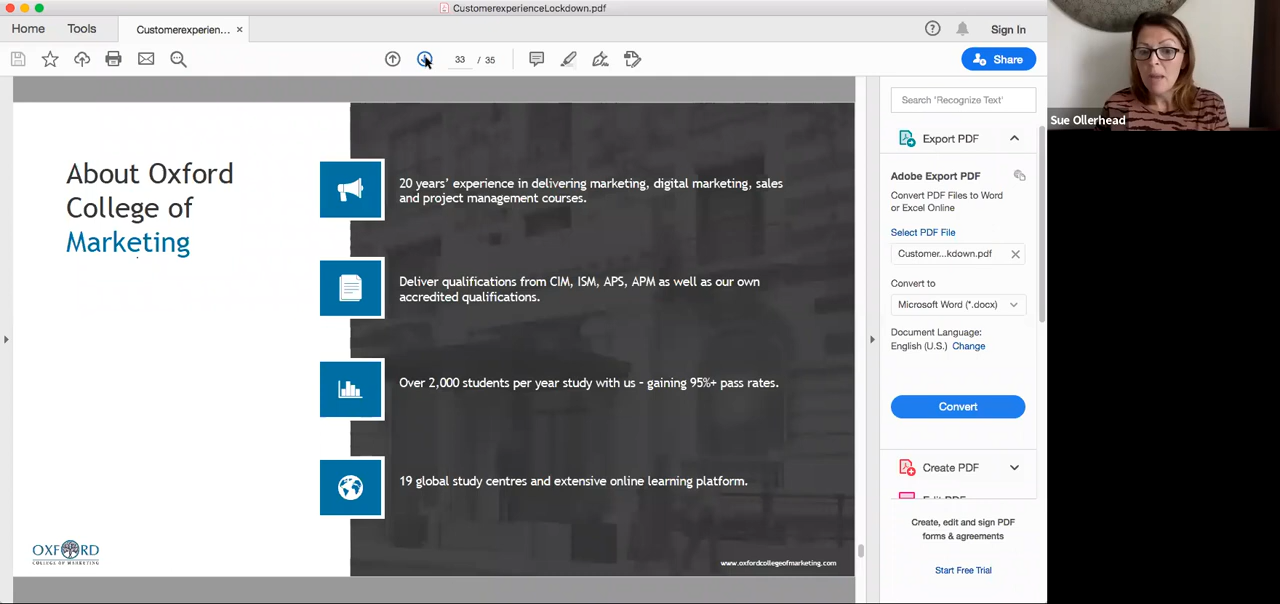 CustomerexperienceLockdown.pdf
Home
Tools
Customerexperien...
Sign In
33 / 35
Share
Sue Ollerhead
About Oxford
College of
Marketing
20 years' experience in delivering marketing, digital marketing, sales
and project management courses.
Deliver qualifications from CIM, ISM, APS, APM as well as our own
accredited qualifications.
Over 2,000 students per year study with us – gaining 95%+ pass rates.
19 global study centres and extensive online learning platform.
OXFORD
COLLEGE OF MARKETING
www.oxfordcollegeofmarketing.com
Search 'Recognize Text'
Export PDF
Adobe Export PDF
Convert PDF Files to Word
or Excel Online
Select PDF File
Customer...kdown.pdf
Convert to
Microsoft Word (*.docx)
Document Language:
English (U.S.) Change
Convert
Create PDF
Edit PDF
Create, edit and sign PDF
forms & agreements
Start Free Trial